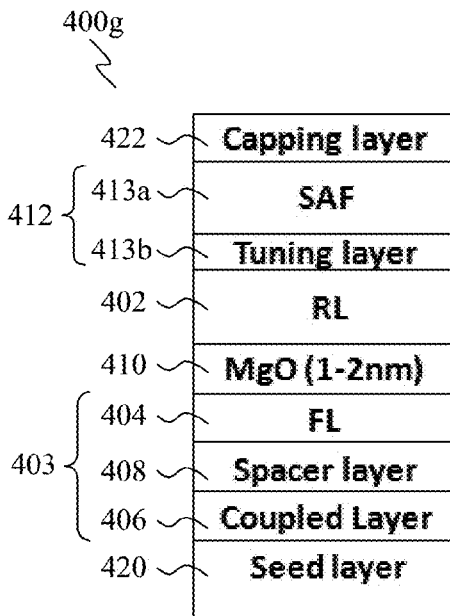 400g
422 Capping layer
413a SAF
412
413b Tuning layer
402 RL
410 MgO (1-2nm)
404 FL
403
408 Spacer layer
406 Coupled Layer
420 Seed layer